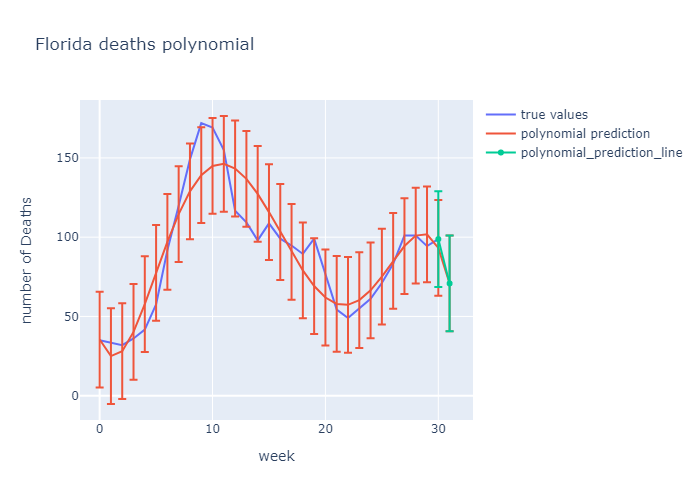 Florida deaths polynomial
true values
polynomial prediction
polynomial_prediction_line
number of Deaths
150
100
50
0
0
10
20
30
week